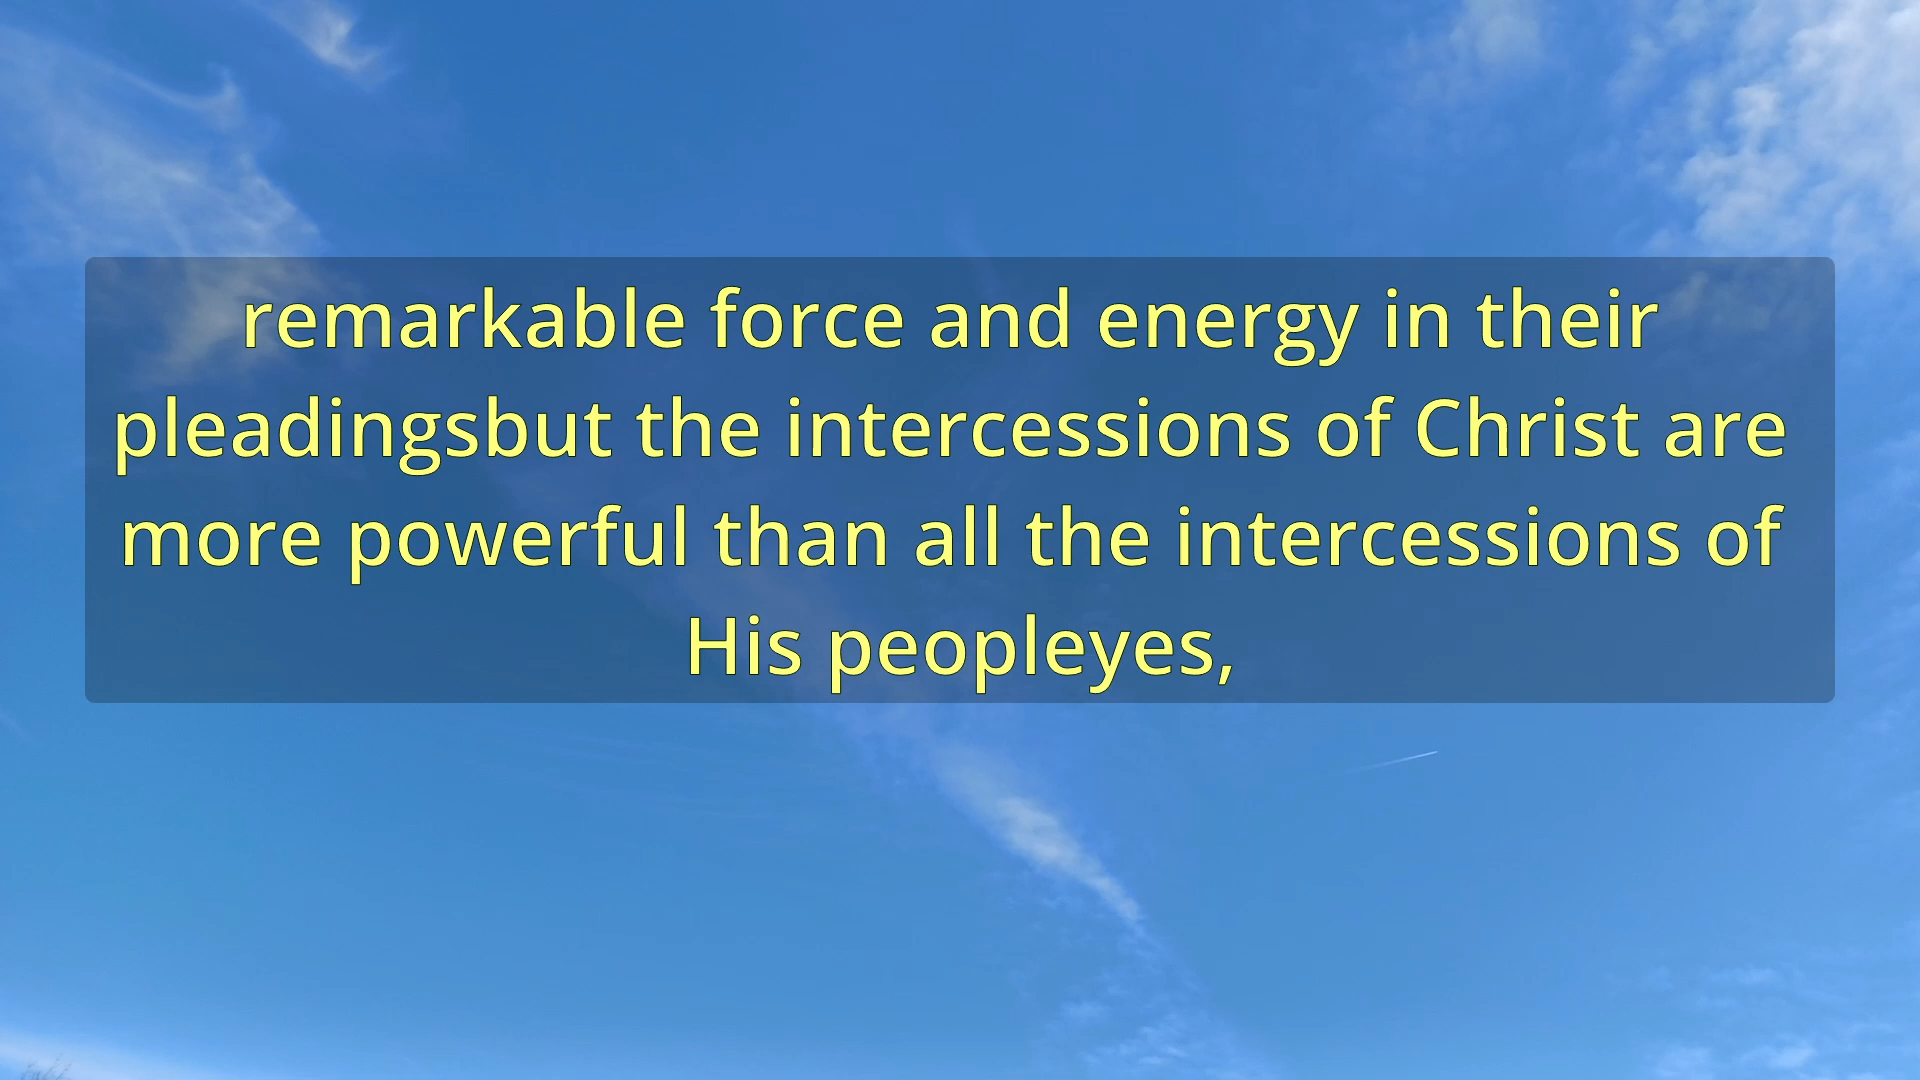 remarkable force and energy in their
pleadingsbut the intercessions of Christ are
more powerful than all the intercessions of
His peopleyes,